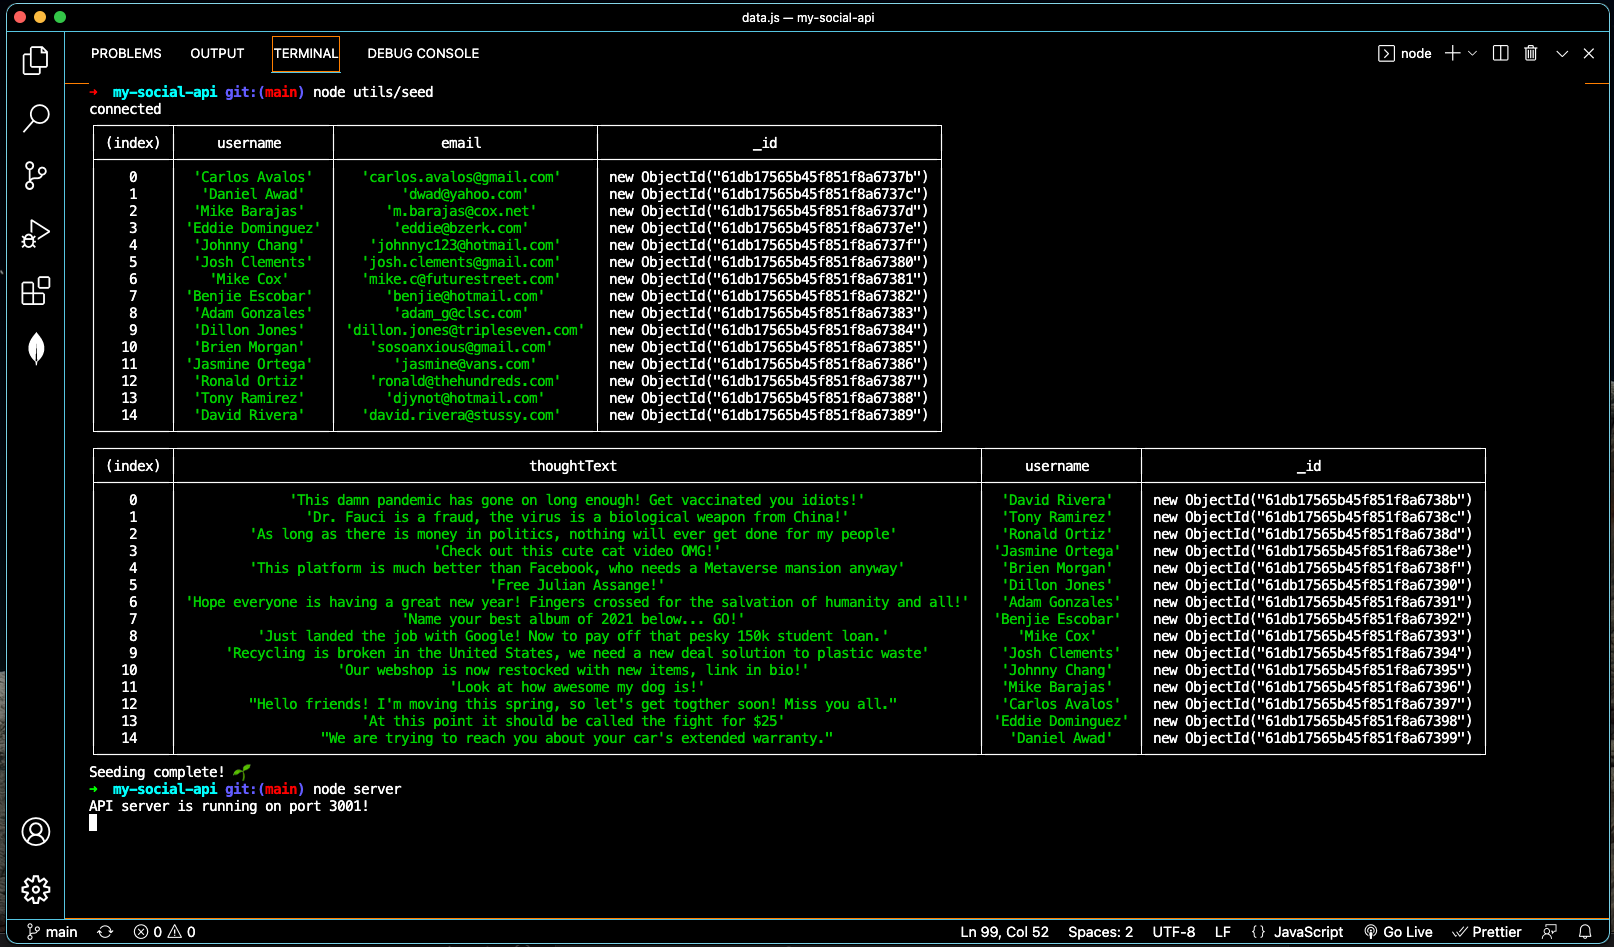 data.js — my-social-api
PROBLEMS OUTPUT TERMINAL DEBUG CONSOLE node
➜ my-social-api git:(main) node utils/seed
connected
(index) username email _id
0 'Carlos Avalos' 'carlos.avalos@gmail.com' new ObjectId("61db17565b45f851f8a6737b")
1 'Daniel Awad' 'dwad@yahoo.com' new ObjectId("61db17565b45f851f8a6737c")
2 'Mike Barajas' 'm.barajas@cox.net' new ObjectId("61db17565b45f851f8a6737d")
3 'Eddie Dominguez' 'eddie@bzerk.com' new ObjectId("61db17565b45f851f8a6737e")
4 'Johnny Chang' 'johnnyc123@hotmail.com' new ObjectId("61db17565b45f851f8a6737f")
5 'Josh Clements' 'josh.clements@gmail.com' new ObjectId("61db17565b45f851f8a67380")
6 'Mike Cox' 'mike.c@futurestreet.com' new ObjectId("61db17565b45f851f8a67381")
7 'Benjie Escobar' 'benjie@hotmail.com' new ObjectId("61db17565b45f851f8a67382")
8 'Adam Gonzales' 'adam_g@clsc.com' new ObjectId("61db17565b45f851f8a67383")
9 'Dillon Jones' 'dillon.jones@tripleseven.com' new ObjectId("61db17565b45f851f8a67384")
10 'Brien Morgan' 'sosoanxious@gmail.com' new ObjectId("61db17565b45f851f8a67385")
11 'Jasmine Ortega' 'jasmine@vans.com' new ObjectId("61db17565b45f851f8a67386")
12 'Ronald Ortiz' 'ronald@thehundreds.com' new ObjectId("61db17565b45f851f8a67387")
13 'Tony Ramirez' 'djynot@hotmail.com' new ObjectId("61db17565b45f851f8a67388")
14 'David Rivera' 'david.rivera@stussy.com' new ObjectId("61db17565b45f851f8a67389")
(index) thoughtText username _id
0 'This damn pandemic has gone on long enough! Get vaccinated you idiots!' 'David Rivera' new ObjectId("61db17565b45f851f8a6738b")
1 'Dr. Fauci is a fraud, the virus is a biological weapon from China!' 'Tony Ramirez' new ObjectId("61db17565b45f851f8a6738c")
2 'As long as there is money in politics, nothing will ever get done for my people' 'Ronald Ortiz' new ObjectId("61db17565b45f851f8a6738d")
3 'Check out this cute cat video OMG!' 'Jasmine Ortega' new ObjectId("61db17565b45f851f8a6738e")
4 'This platform is much better than Facebook, who needs a Metaverse mansion anyway' 'Brien Morgan' new ObjectId("61db17565b45f851f8a6738f")
5 'Free Julian Assange!' 'Dillon Jones' new ObjectId("61db17565b45f851f8a67390")
6 'Hope everyone is having a great new year! Fingers crossed for the salvation of humanity and all!' 'Adam Gonzales' new ObjectId("61db17565b45f851f8a67391")
7 'Name your best album of 2021 below... GO!' 'Benjie Escobar' new ObjectId("61db17565b45f851f8a67392")
8 'Just landed the job with Google! Now to pay off that pesky 150k student loan.' 'Mike Cox' new ObjectId("61db17565b45f851f8a67393")
9 'Recycling is broken in the United States, we need a new deal solution to plastic waste' 'Josh Clements' new ObjectId("61db17565b45f851f8a67394")
10 'Our webshop is now restocked with new items, link in bio!' 'Johnny Chang' new ObjectId("61db17565b45f851f8a67395")
11 'Look at how awesome my dog is!' 'Mike Barajas' new ObjectId("61db17565b45f851f8a67396")
12 "Hello friends! I'm moving this spring, so let's get togther soon! Miss you all." 'Carlos Avalos' new ObjectId("61db17565b45f851f8a67397")
13 'At this point it should be called the fight for $25' 'Eddie Dominguez' new ObjectId("61db17565b45f851f8a67398")
14 "We are trying to reach you about your car's extended warranty." 'Daniel Awad' new ObjectId("61db17565b45f851f8a67399")
Seeding complete! 🌱
➜ my-social-api git:(main) node server
API server is running on port 3001!
main 0 0 Ln 99, Col 52 Spaces: 2 UTF-8 LF {} JavaScript Go Live Prettier